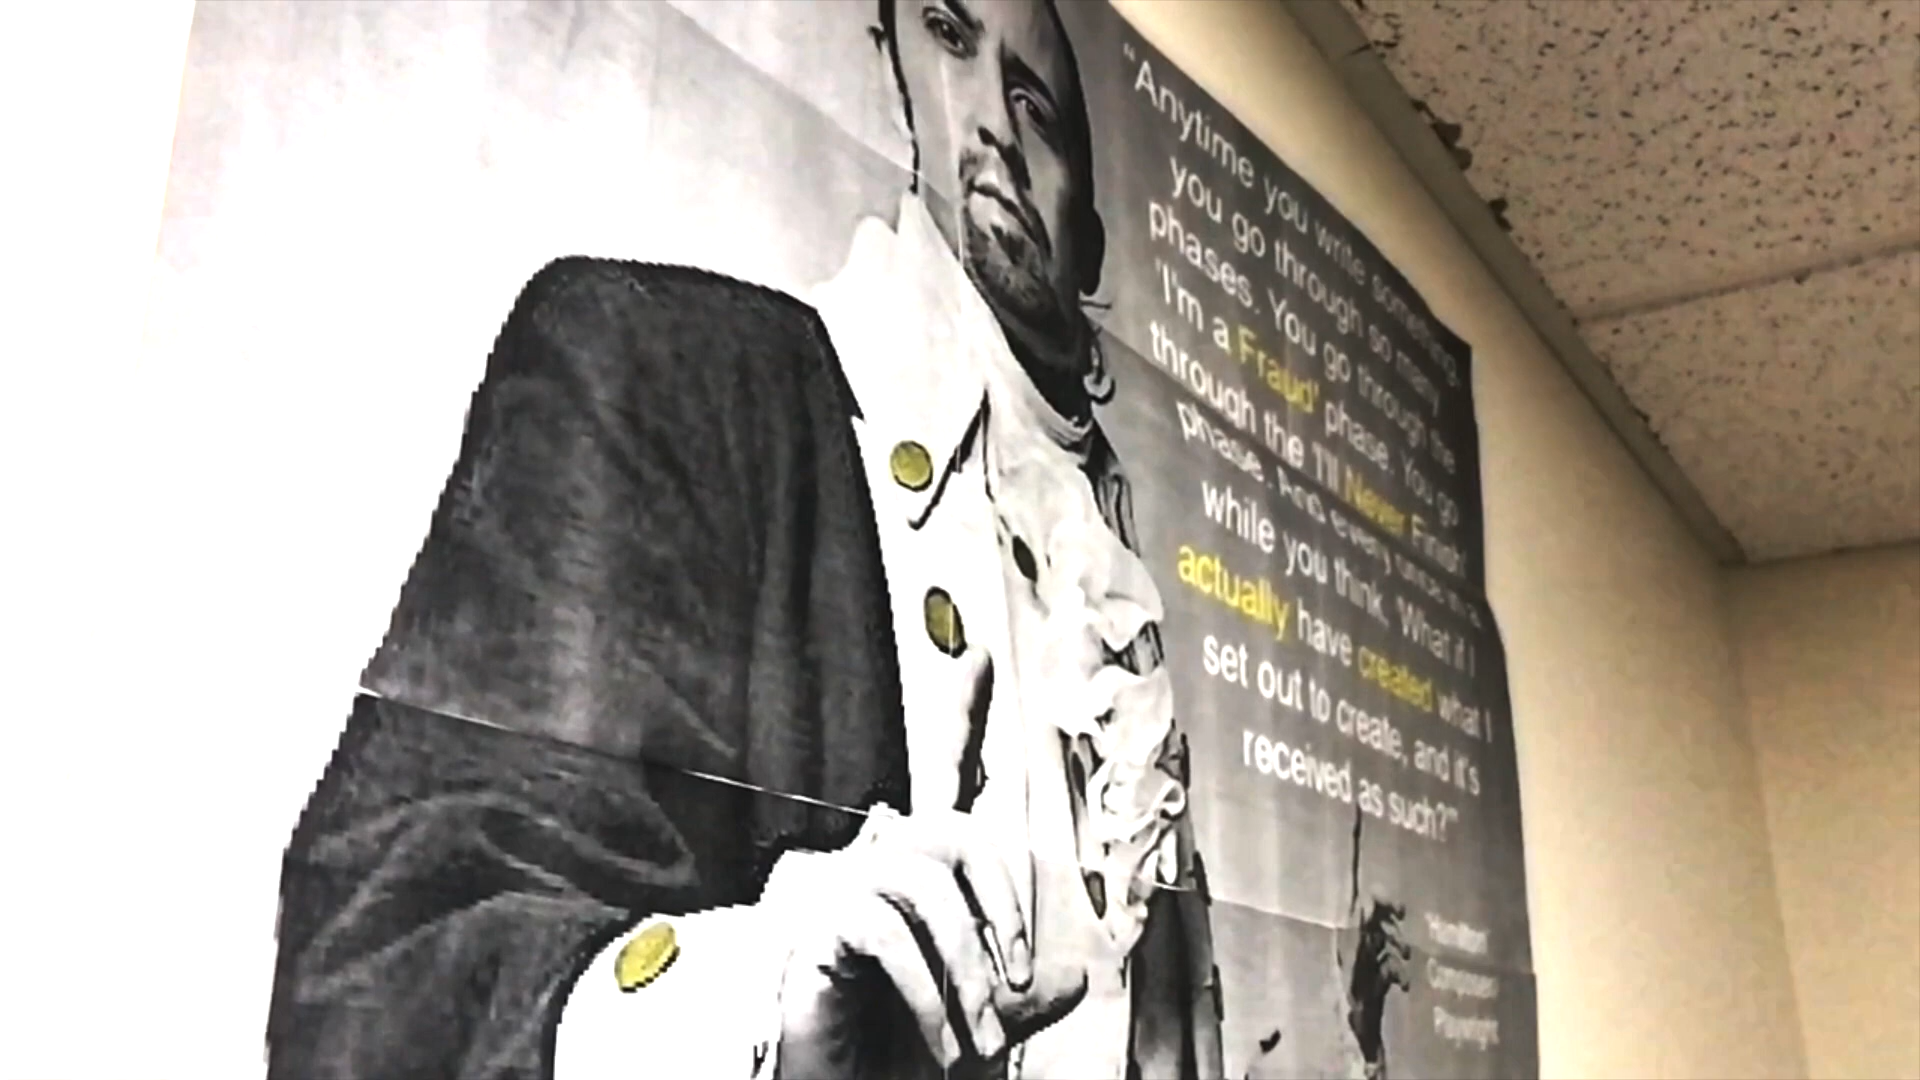 "Anytime you write something,
you go through so many
phases. You go through the
'I'm a Fraud' phase. You go
through the 'I'll Never Finish'
phase. And every once in a
while you think, 'What if I
actually have created what I
set out to create, and it's
received as such?'"
'Hamilton'
Composer
Playwright